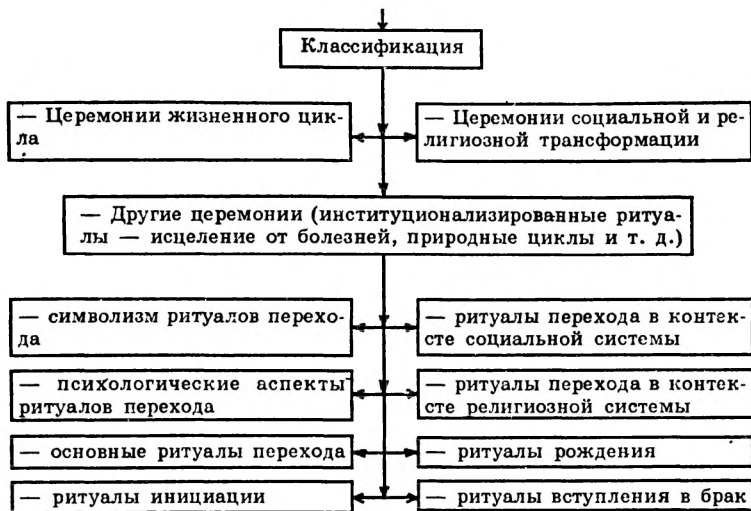 Классификация
— Церемонии жизненного цик-
ла
— Церемонии социальной и ре-
лигиозной трансформации
— Другие церемонии (институционализированные ритуа-
лы — исцеление от болезней, природные циклы и т. д.)
— символизм ритуалов перехо-
да
— ритуалы перехода в контек-
сте социальной системы
— психологические аспекты
ритуалов перехода
— ритуалы перехода в контек-
сте религиозной системы
— основные ритуалы перехода
— ритуалы рождения
— ритуалы инициации
— ритуалы вступления в брак